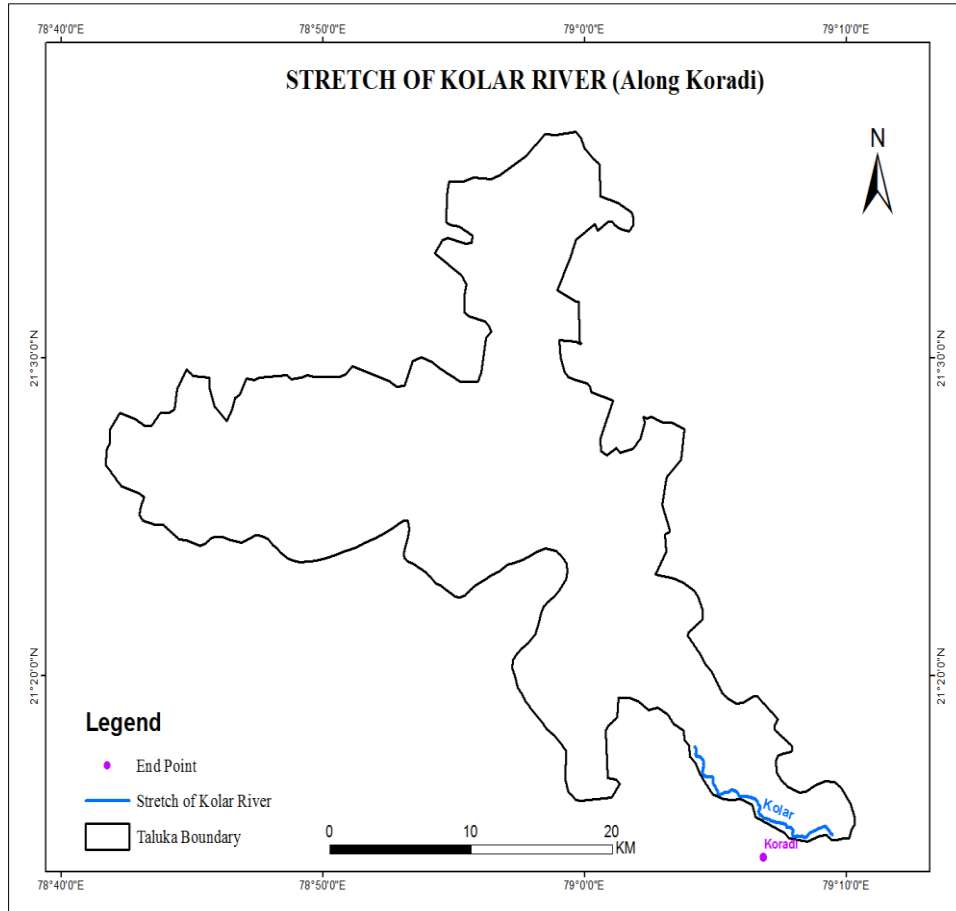 78°40'0"E 78°50'0"E 79°0'0"E 79°10'0"E
STRETCH OF KOLAR RIVER (Along Koradi)
N
21°30'0"N 21°30'0"N
21°20'0"N 21°20'0"N
Legend
End Point
Stretch of Kolar River
Taluka Boundary
Kolar
Koradi
0 10 20
KM
78°40'0"E 78°50'0"E 79°0'0"E 79°10'0"E